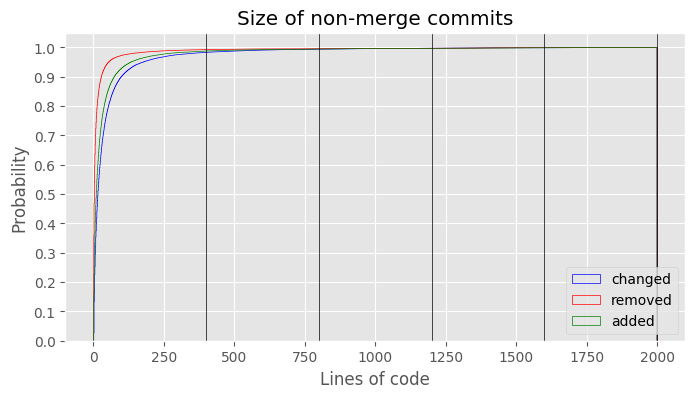 Size of non-merge commits
Probability
1.0
0.9
0.8
0.7
0.6
0.5
0.4
0.3
0.2
0.1
0.0
0 250 500 750 1000 1250 1500 1750 2000
Lines of code
changed
removed
added